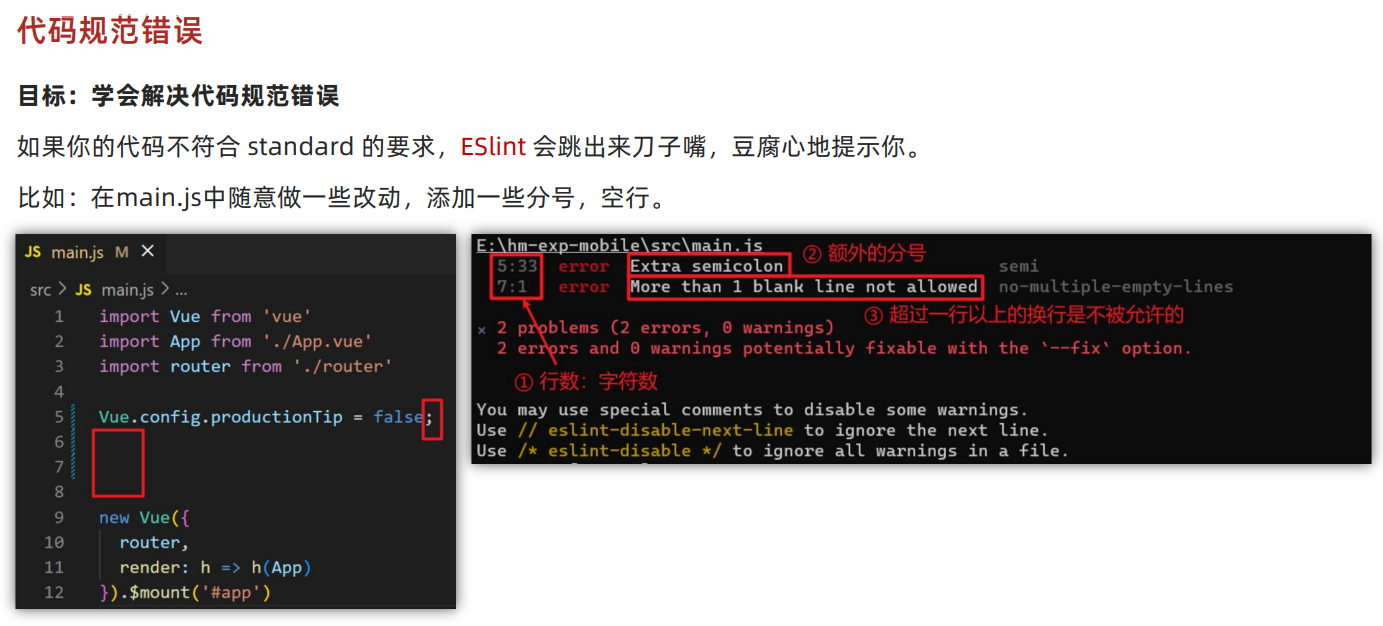 代码规范错误
目标：学会解决代码规范错误
如果你的代码不符合 standard 的要求，ESlint 会跳出来刀子嘴，豆腐心地提示你。
比如：在main.js中随意做一些改动，添加一些分号，空行。
JS main.js M ×
src > JS main.js > ...
1 import Vue from 'vue'
2 import App from './App.vue'
3 import router from './router'
4
5 Vue.config.productionTip = false;
6
7
8
9 new Vue({
10 router,
11 render: h => h(App)
12 }).$mount('#app')
E:\hm-exp-mobile\src\main.js
② 额外的分号
5:33 error Extra semicolon semi
7:1 error More than 1 blank line not allowed no-multiple-empty-lines
③ 超过一行以上的换行是不被允许的
× 2 problems (2 errors, 0 warnings)
2 errors and 0 warnings potentially fixable with the `--fix` option.
① 行数：字符数
You may use special comments to disable some warnings.
Use // eslint-disable-next-line to ignore the next line.
Use /* eslint-disable */ to ignore all warnings in a file.